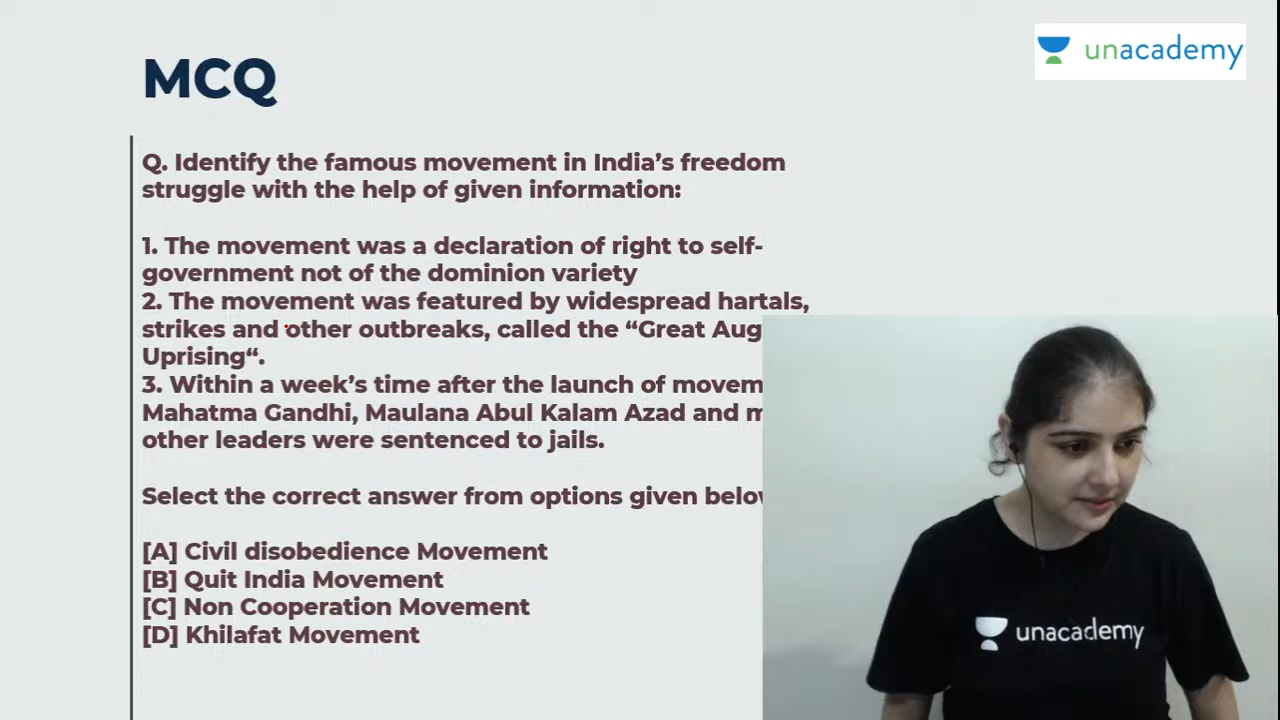 unacademy
MCQ
Q. Identify the famous movement in India’s freedom
struggle with the help of given information:
1. The movement was a declaration of right to self-
government not of the dominion variety
2. The movement was featured by widespread hartals,
strikes and other outbreaks, called the “Great Aug
Uprising“.
3. Within a week’s time after the launch of movem
Mahatma Gandhi, Maulana Abul Kalam Azad and m
other leaders were sentenced to jails.
Select the correct answer from options given below
[A] Civil disobedience Movement
[B] Quit India Movement
[C] Non Cooperation Movement
[D] Khilafat Movement
unacademy